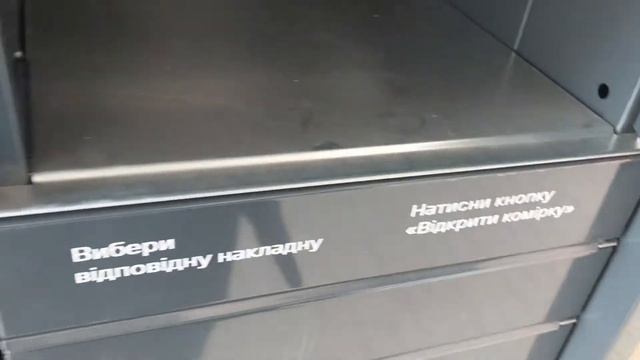 Вибери
відповідну накладну
Натисни кнопку
«Відкрити комірку»